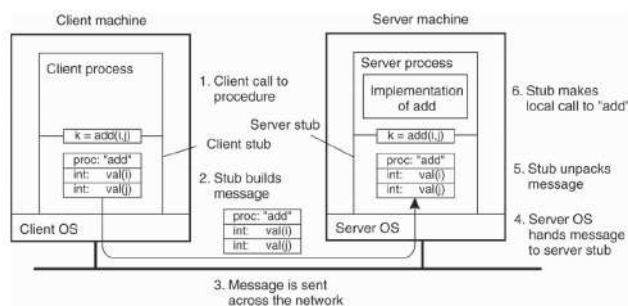 Client machine
Server machine
Client process
1. Client call to
procedure
Server process
Implementation
of add
6. Stub makes
local call to "add"
Server stub
k = add(i,j)
k = add(i,j)
Client stub
proc: "add"
int: val(i)
int: val(j)
2. Stub builds
message
proc: "add"
int: val(i)
int: val(j)
5. Stub unpacks
message
proc: "add"
int: val(i)
int: val(j)
4. Server OS
hands message
to server stub
Client OS
Server OS
3. Message is sent
across the network